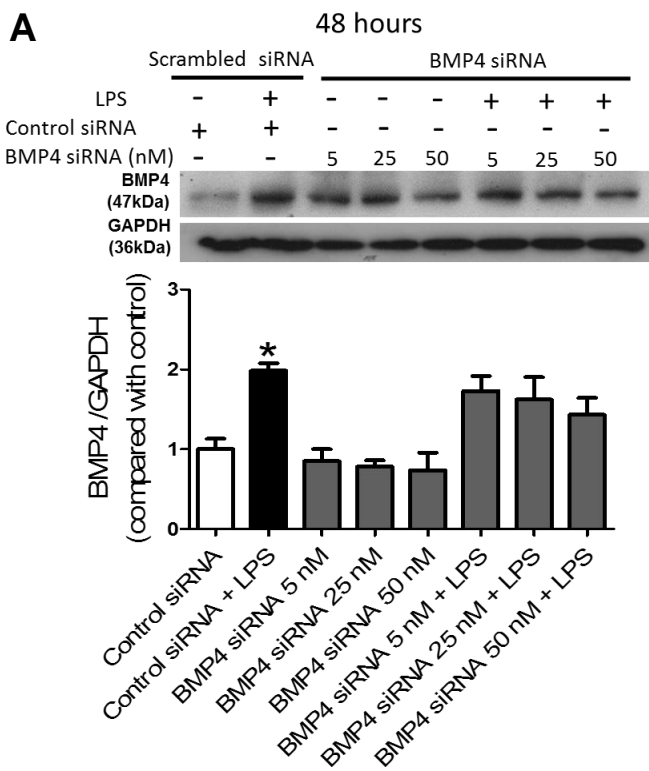 A
48 hours
Scrambled siRNA BMP4 siRNA
LPS - + - - - + + +
Control siRNA + + - - - - - -
BMP4 siRNA (nM) - - 5 25 50 5 25 50
BMP4
(47kDa)
GAPDH
(36kDa)
BMP4/GAPDH
(compared with control)
3
2
1
0
*
Control siRNA
Control siRNA + LPS
BMP4 siRNA 5 nM
BMP4 siRNA 25 nM
BMP4 siRNA 50 nM
BMP4 siRNA 5 nM + LPS
BMP4 siRNA 25 nM + LPS
BMP4 siRNA 50 nM + LPS